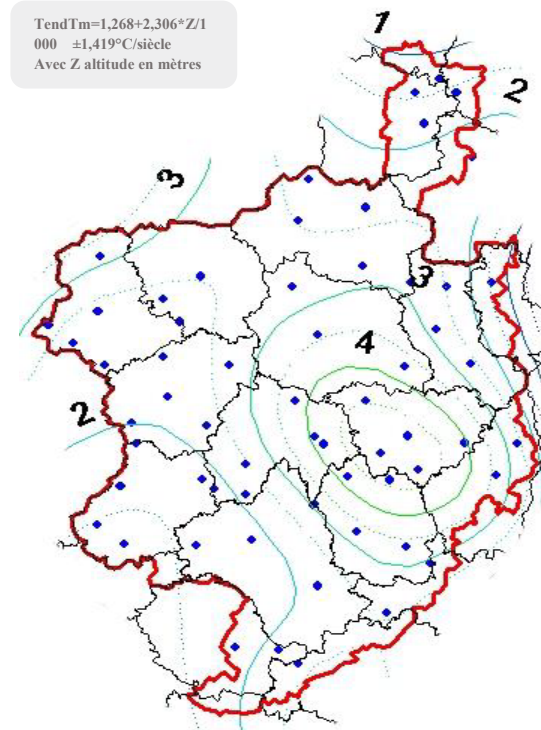 TendTm=1,268+2,306*Z/1
000 ±1,419°C/siècle
Avec Z altitude en mètres
1
2
3
3
4
2